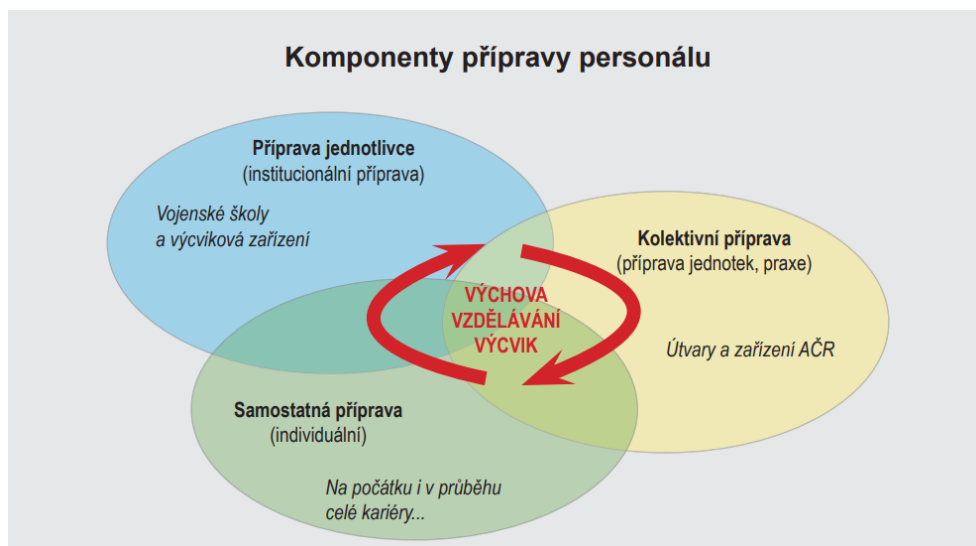 Komponenty přípravy personálu
Příprava jednotlivce
(institucionální příprava)
Vojenské školy
a výcviková zařízení
Kolektivní příprava
(příprava jednotek, praxe)
Útvary a zařízení AČR
VÝCHOVA
VZDĚLÁVÁNÍ
VÝCVIK
Samostatná příprava
(individuální)
Na počátku i v průběhu
celé kariéry...